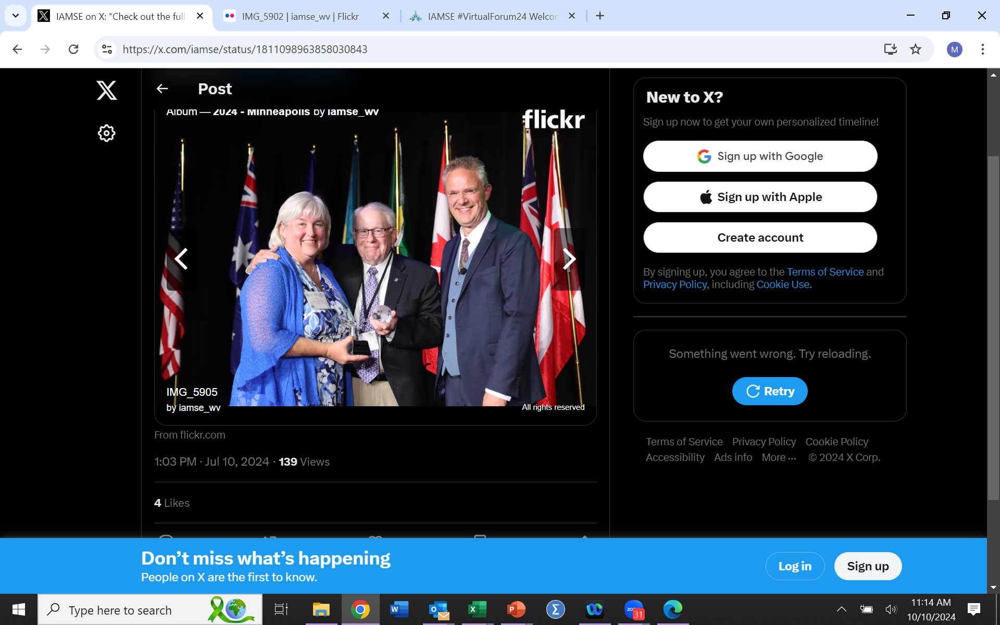 IAMSE on X: "Check out the full
IMG_5902 | iamse_wv | Flickr
IAMSE #VirtualForum24 Welcom
https://x.com/iamse/status/1811098963858030843
M
Post
Album — 2024 - Minneapolis by iamse_wv
flickr
IMG_5905
by iamse_wv
All rights reserved
From flickr.com
1:03 PM · Jul 10, 2024 · 139 Views
4 Likes
New to X?
Sign up now to get your own personalized timeline!
Sign up with Google
Sign up with Apple
Create account
By signing up, you agree to the Terms of Service and
Privacy Policy, including Cookie Use.
Something went wrong. Try reloading.
Retry
Terms of Service Privacy Policy Cookie Policy
Accessibility Ads info More ··· © 2024 X Corp.
Don’t miss what’s happening
People on X are the first to know.
Log in
Sign up
Type here to search
W
O
X
P
Σ
zoom
31
11:14 AM
10/10/2024